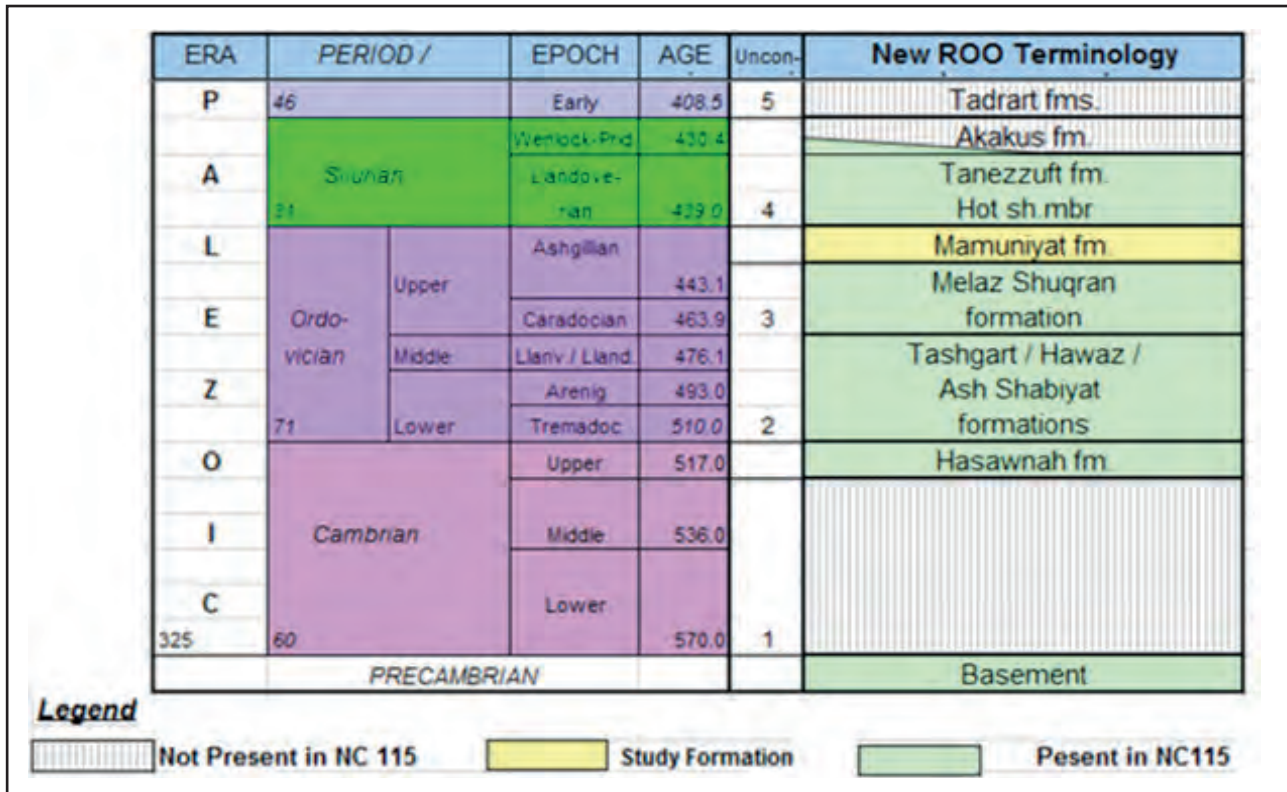 ERA PERIOD / EPOCH AGE Uncon- New ROO Terminology
P 46 Early 408.5 5 Tadrart fms.
Wenlock-Prid 430.4 Akakus fm.
A Silurian Llandove- Tanezzuft fm.
31 rian 439.0 4 Hot sh.mbr
L Ashgillian Mamuniyat fm.
Upper 443.1 Melaz Shuqran
E Ordo- Caradocian 463.9 3 formation
vician Middle Llanv./ Lland. 476.1 Tashgart / Hawaz /
Z Arenig 493.0 Ash Shabiyat
71 Lower Tremadoc 510.0 2 formations
O Upper 517.0 Hasawnah fm.
I Cambrian Middle 536.0
C Lower
325 60 570.0 1
PRECAMBRIAN Basement
Legend
Not Present in NC 115 Study Formation Pesent in NC115